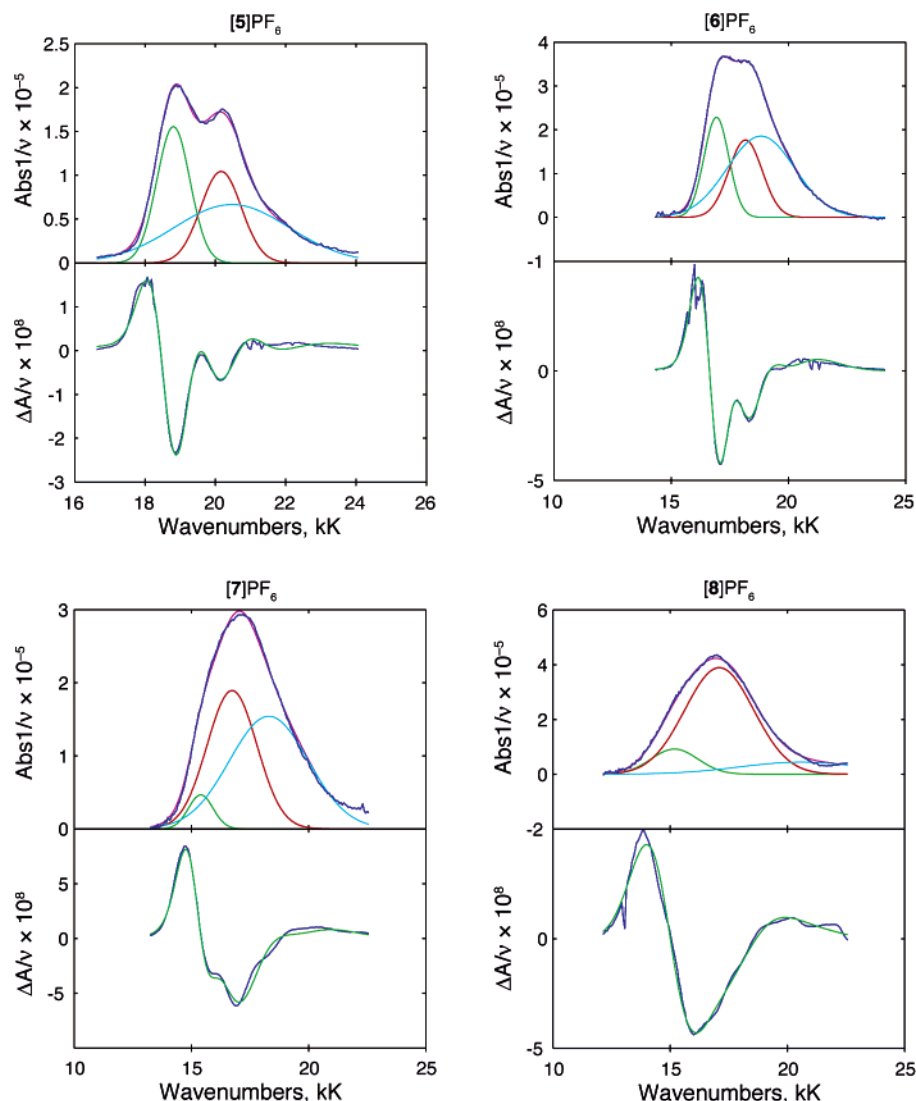 [5]PF6
Abs1/ν × 10–5
2.5
2
1.5
1
0.5
0
ΔA/ν × 108
1
0
-1
-2
-3
16 18 20 22 24 26
Wavenumbers, kK
[6]PF6
Abs1/ν × 10–5
4
3
2
1
0
-1
ΔA/ν × 108
0
-5
10 15 20 25
Wavenumbers, kK
[7]PF6
Abs1/ν × 10–5
3
2
1
0
ΔA/ν × 108
5
0
-5
10 15 20 25
Wavenumbers, kK
[8]PF6
Abs1/ν × 10–5
6
4
2
0
-2
ΔA/ν × 108
0
-5
10 15 20 25
Wavenumbers, kK